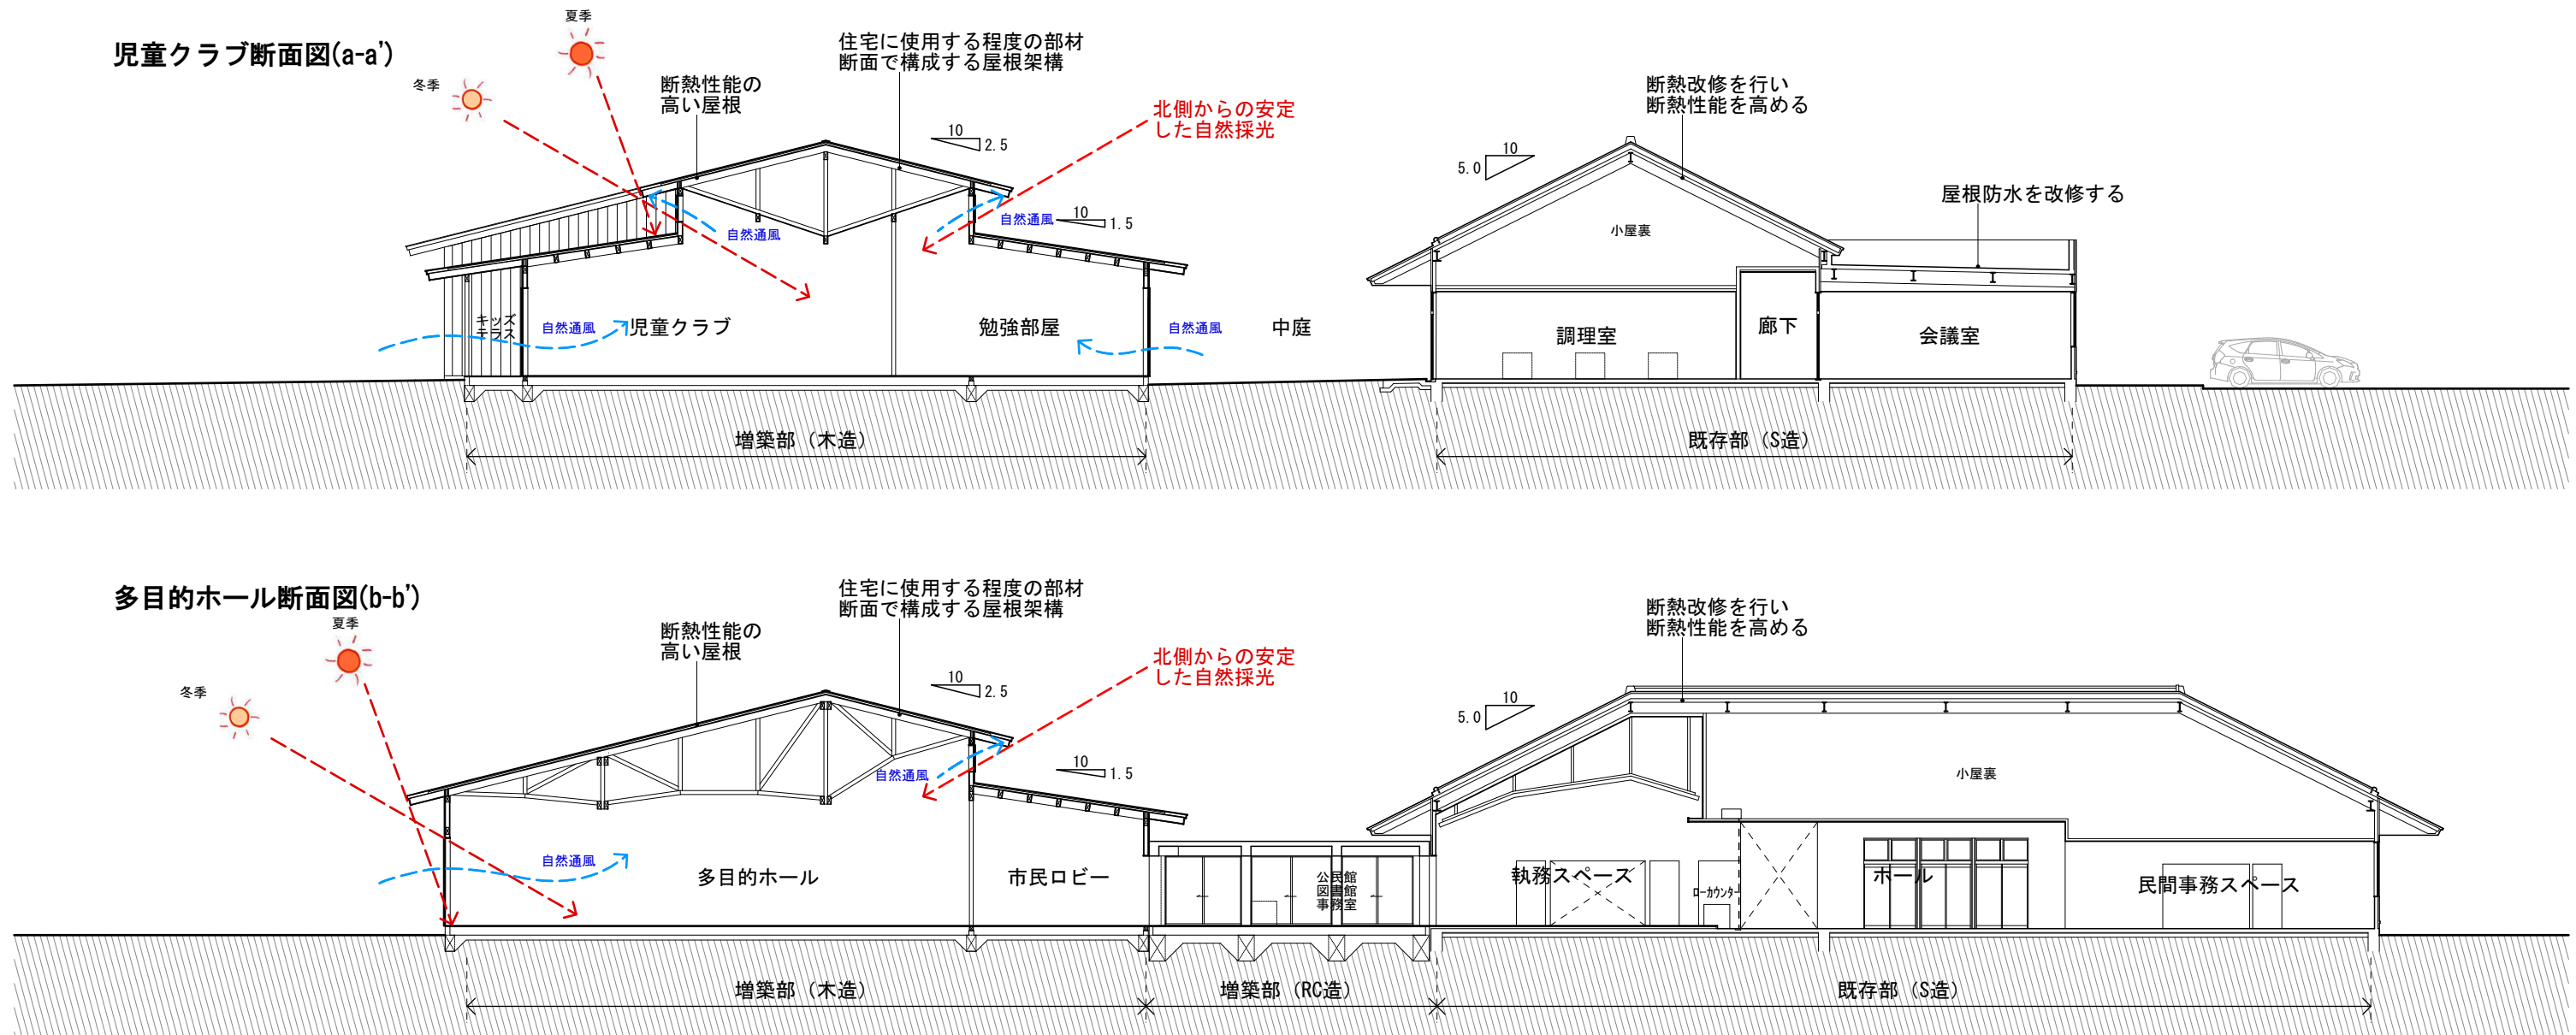 児童クラブ断面図(a-a')
夏季
冬季
断熱性能の
高い屋根
住宅に使用する程度の部材
断面で構成する屋根架構
北側からの安定
した自然採光
10
2.5
10
1.5
自然通風
自然通風
自然通風
自然通風
キッズ
テラス
児童クラブ
勉強部屋
中庭
断熱改修を行い
断熱性能を高める
10
5.0
屋根防水を改修する
小屋裏
調理室
廊下
会議室
増築部（木造）
既存部（S造）
多目的ホール断面図(b-b')
夏季
冬季
断熱性能の
高い屋根
住宅に使用する程度の部材
断面で構成する屋根架構
北側からの安定
した自然採光
10
2.5
10
1.5
自然通風
自然通風
多目的ホール
市民ロビー
公民館
図書館
事務室
断熱改修を行い
断熱性能を高める
10
5.0
小屋裏
執務スペース
ローカウンター
ホール
民間事務スペース
増築部（木造）
増築部（RC造）
既存部（S造）